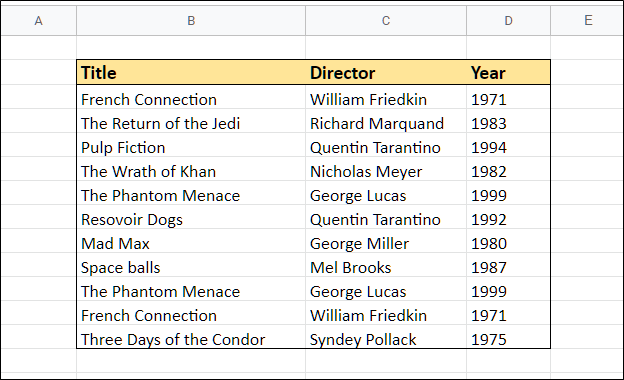 A B C D E
Title Director Year
French Connection William Friedkin 1971
The Return of the Jedi Richard Marquand 1983
Pulp Fiction Quentin Tarantino 1994
The Wrath of Khan Nicholas Meyer 1982
The Phantom Menace George Lucas 1999
Resovoir Dogs Quentin Tarantino 1992
Mad Max George Miller 1980
Space balls Mel Brooks 1987
The Phantom Menace George Lucas 1999
French Connection William Friedkin 1971
Three Days of the Condor Syndey Pollack 1975